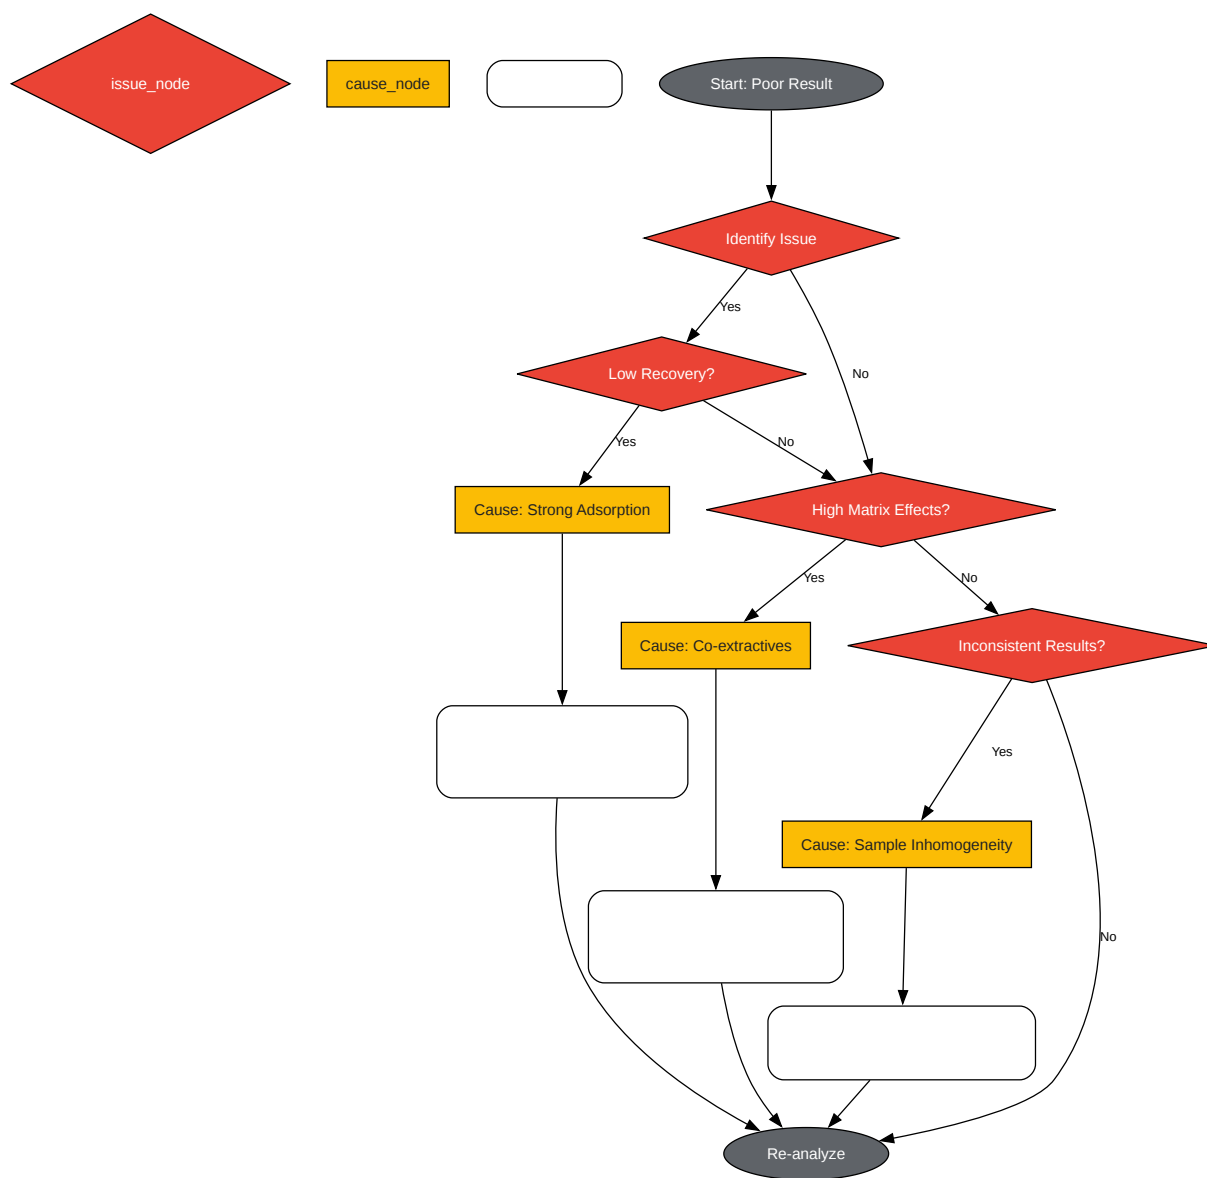 issue_node
cause_node
Start: Poor Result
Identify Issue
Yes
Low Recovery?
No
Yes
No
Cause: Strong Adsorption
High Matrix Effects?
Yes
No
Cause: Co-extractives
Inconsistent Results?
Yes
Cause: Sample Inhomogeneity
No
Re-analyze